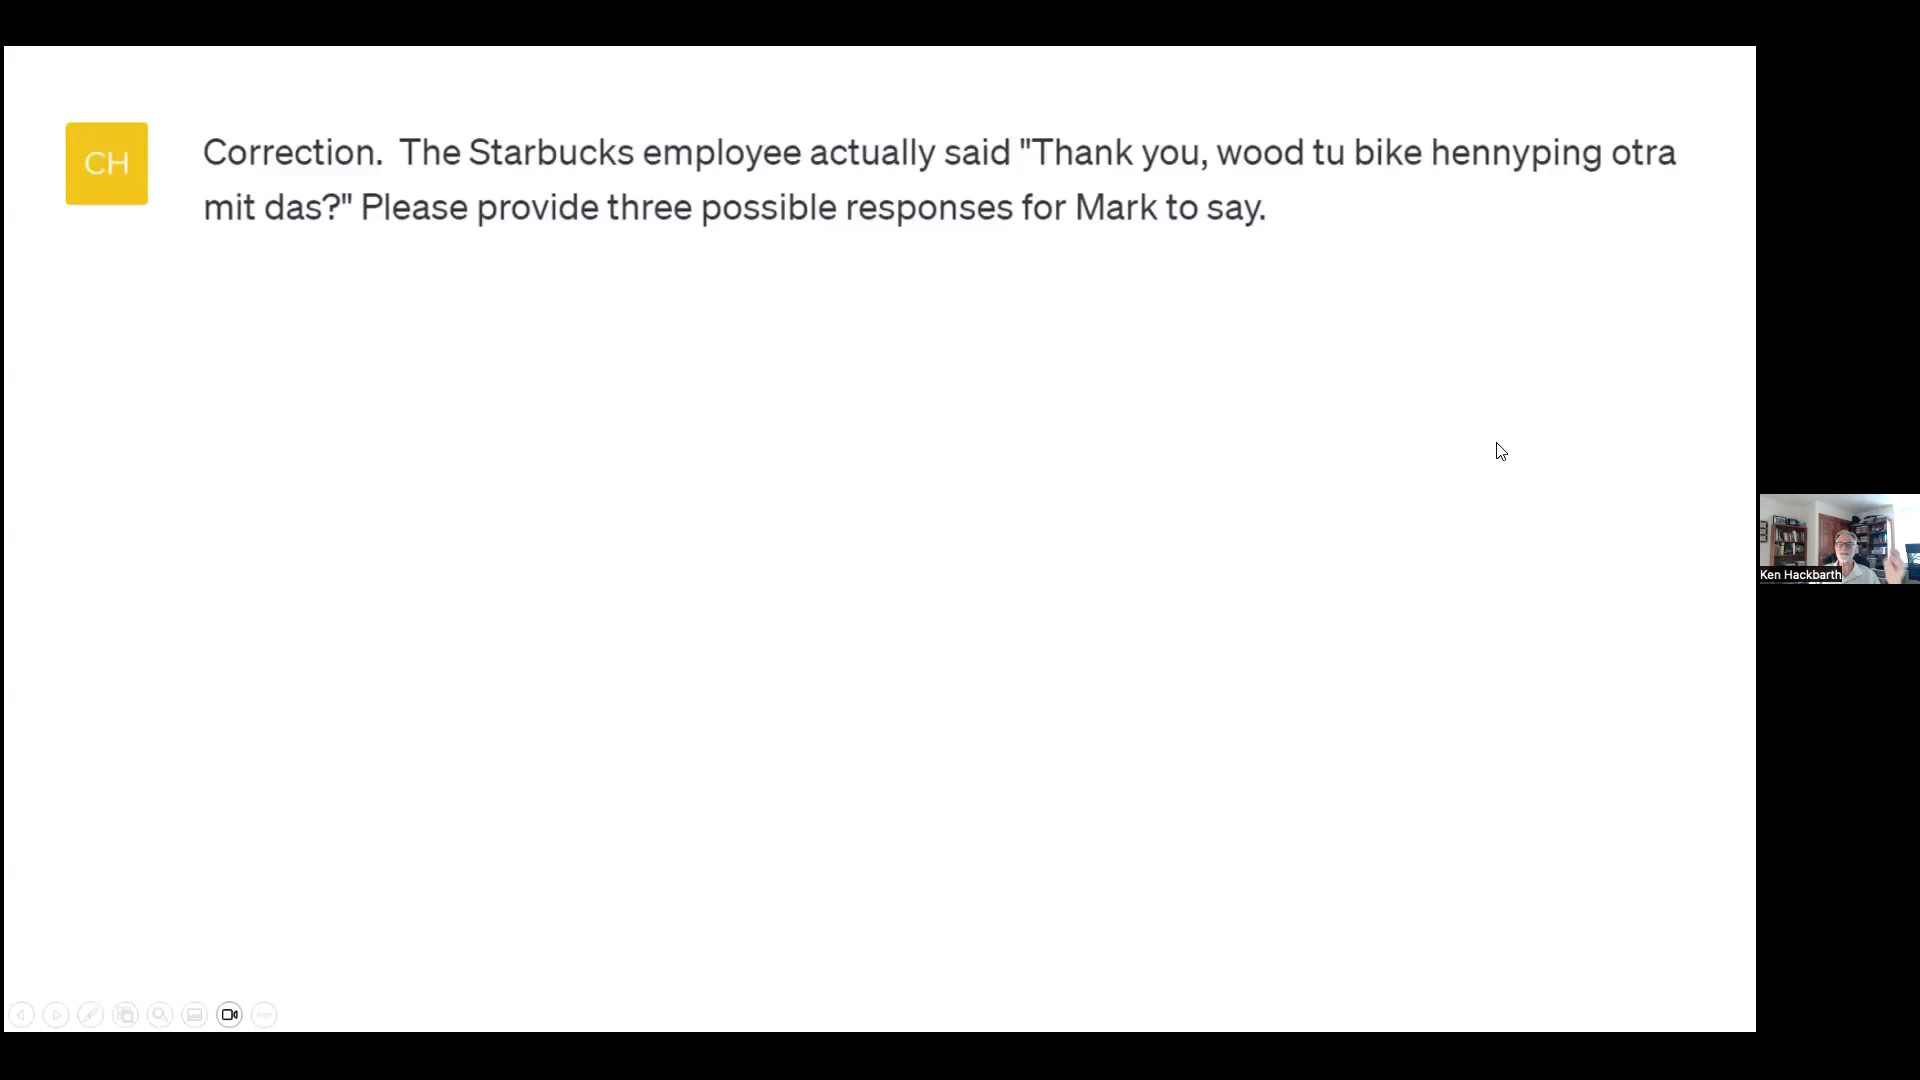 CH
Correction.  The Starbucks employee actually said "Thank you, wood tu bike hennyping otra
mit das?" Please provide three possible responses for Mark to say.
Ken Hackbarth